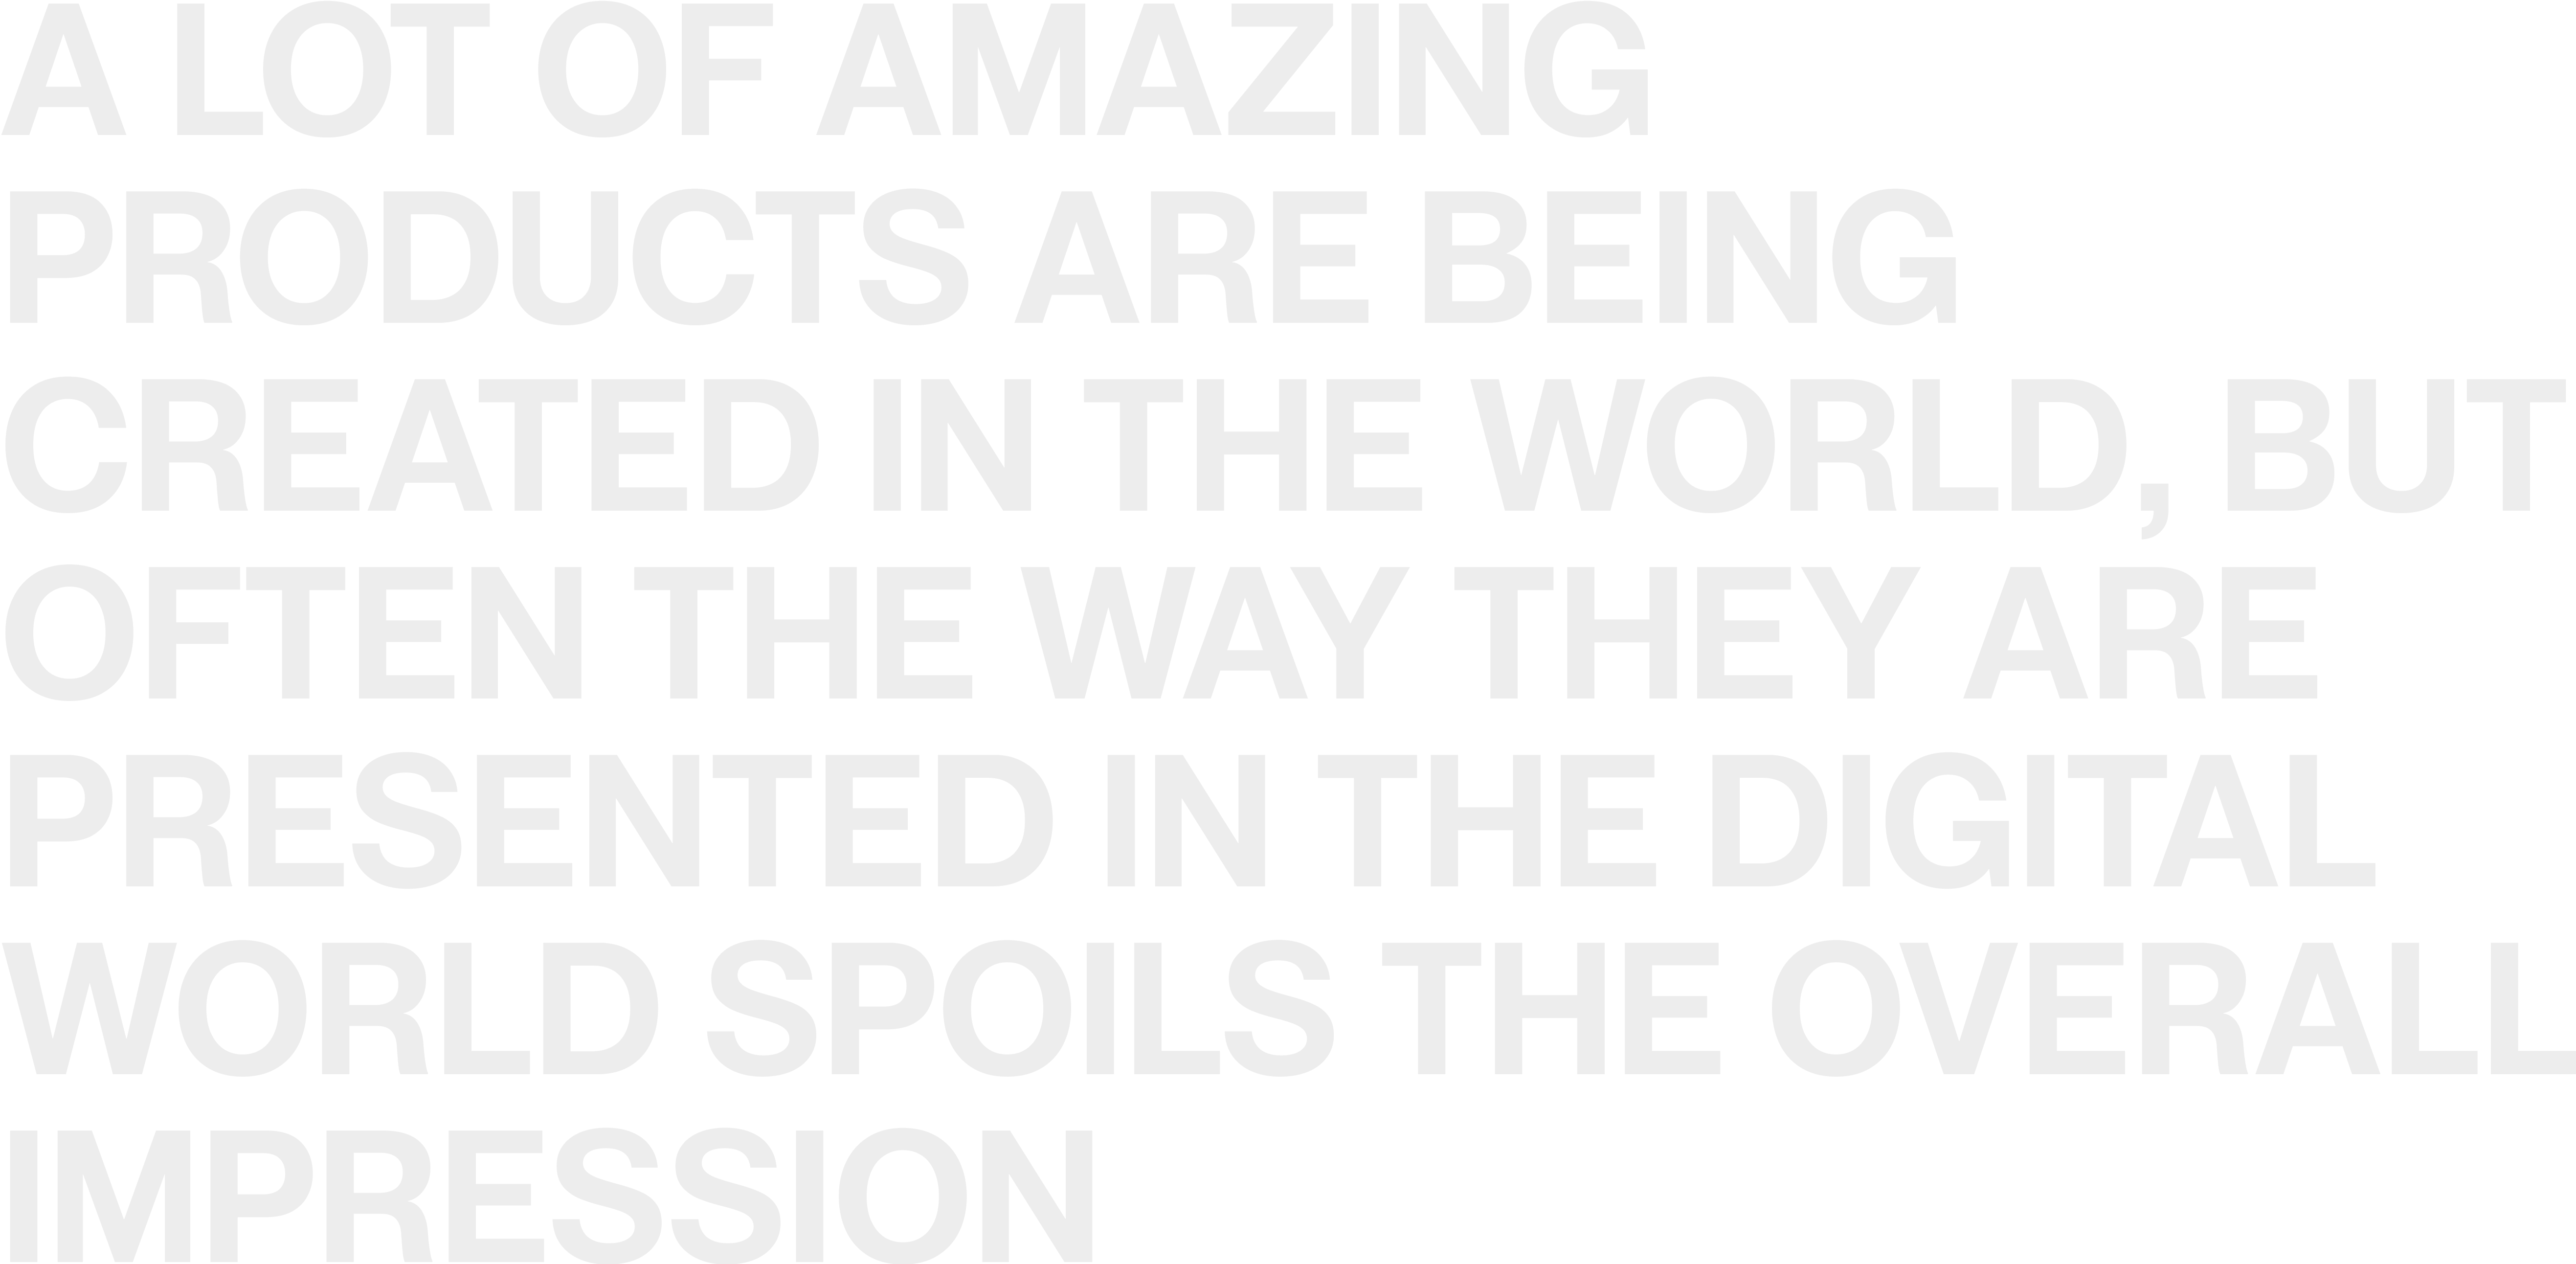 A LOT OF AMAZING
PRODUCTS ARE BEING
CREATED IN THE WORLD, BUT
OFTEN THE WAY THEY ARE
PRESENTED IN THE DIGITAL
WORLD SPOILS THE OVERALL
IMPRESSION